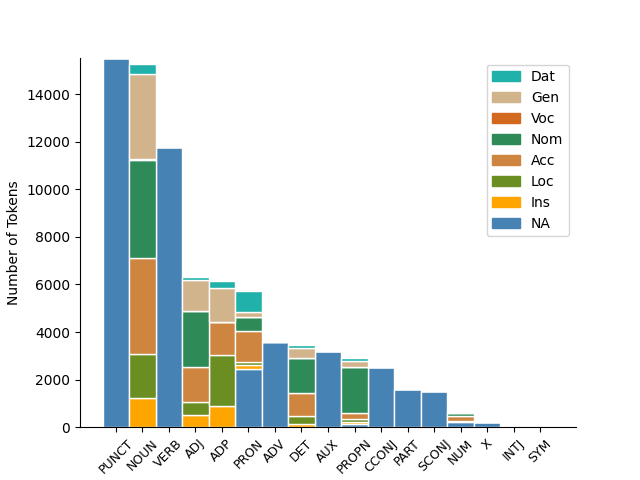 Number of Tokens
14000
12000
10000
8000
6000
4000
2000
0
Dat
Gen
Voc
Nom
Acc
Loc
Ins
NA
PUNCT
NOUN
VERB
ADJ
ADP
PRON
ADV
DET
AUX
PROPN
CCONJ
PART
SCONJ
NUM
X
INTJ
SYM